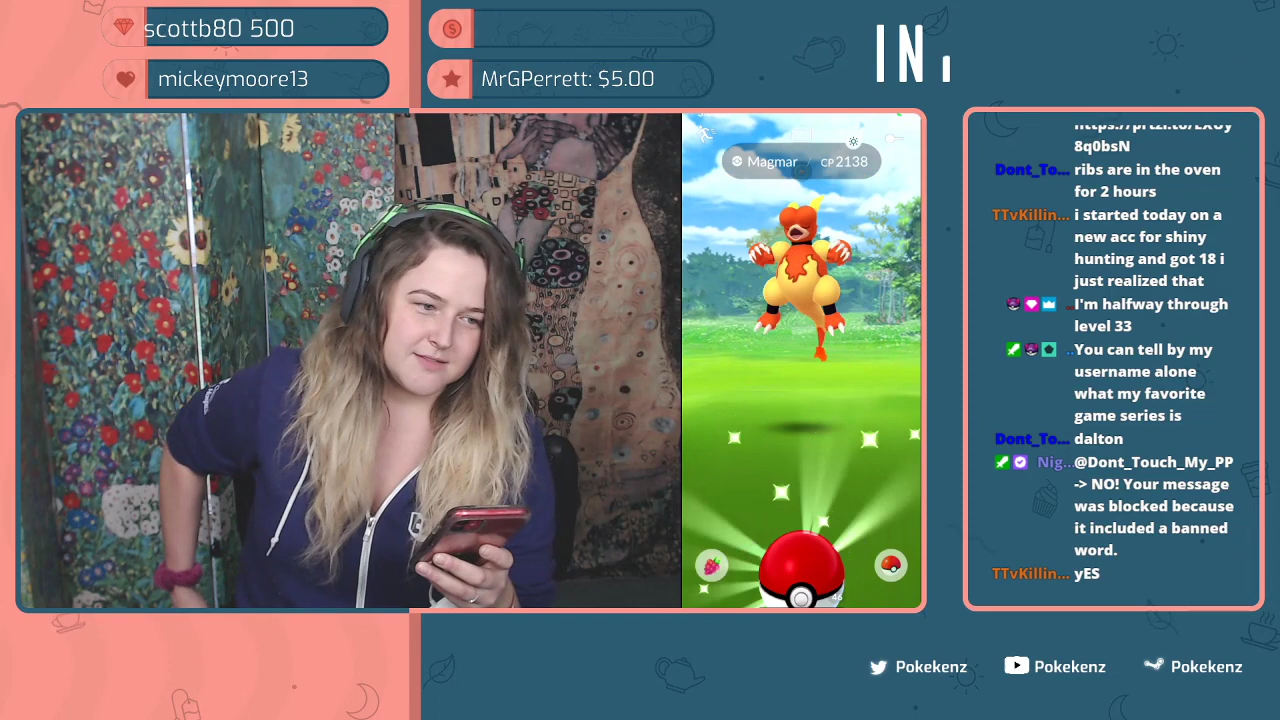 scottb80 500
mickeymoore13
MrGPerrett: $5.00
IN
Magmar / CP2138
46
8q0bsN
Dont_To... ribs are in the oven
for 2 hours
TTvKillin... i started today on a
new acc for shiny
hunting and got 18 i
just realized that
I'm halfway through
level 33
..You can tell by my
username alone
what my favorite
game series is
Dont_To... dalton
Nig... @Dont_Touch_My_PP
-> NO! Your message
was blocked because
it included a banned
word.
TTvKillin... yES
Pokekenz
Pokekenz
Pokekenz